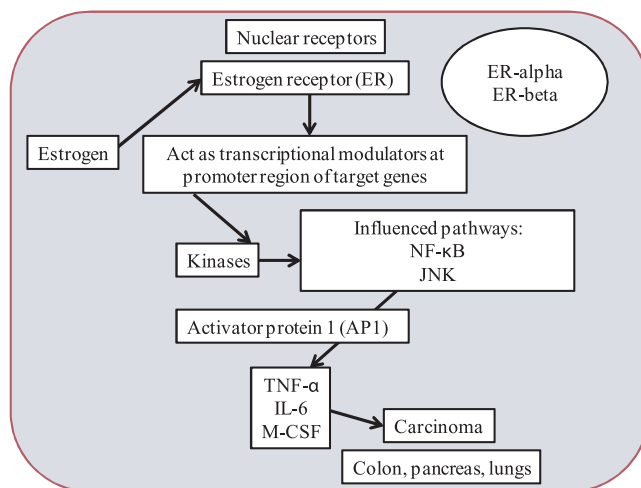 Nuclear receptors
Estrogen receptor (ER)
ER-alpha
ER-beta
Estrogen
Act as transcriptional modulators at
promoter region of target genes
Kinases
Influenced pathways:
NF-κB
JNK
Activator protein 1 (AP1)
TNF-α
IL-6
M-CSF
Carcinoma
Colon, pancreas, lungs